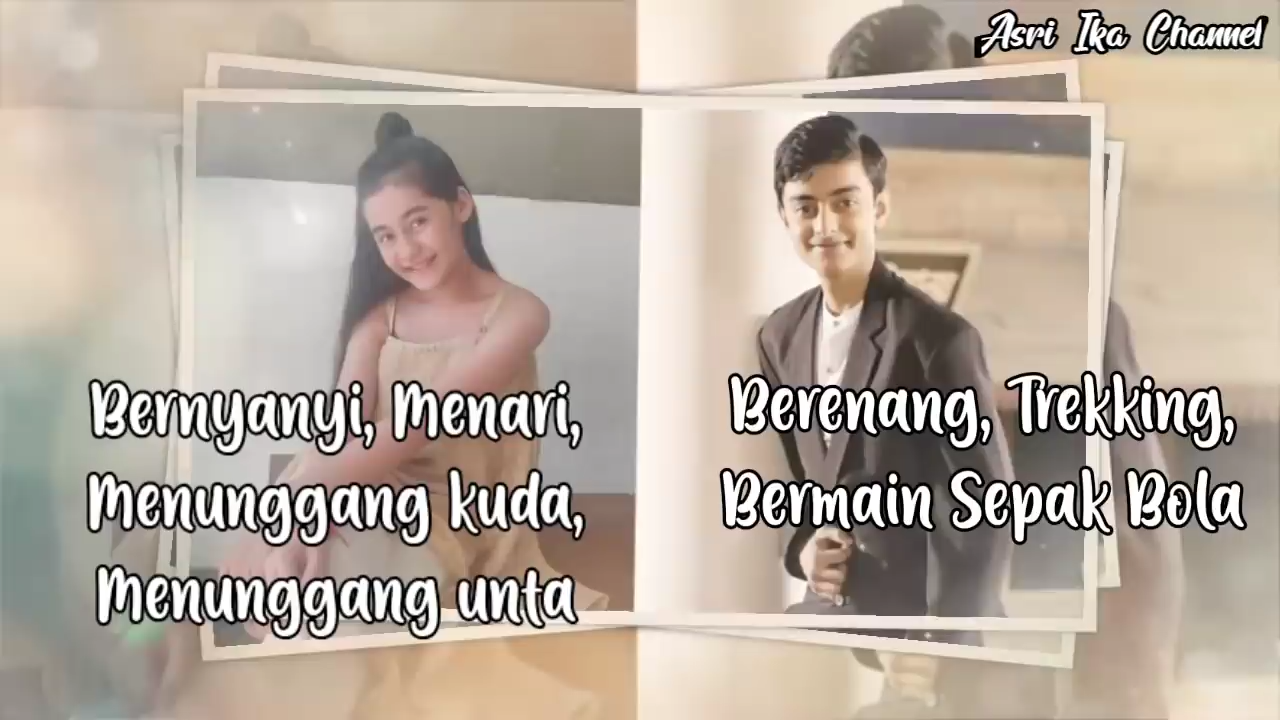 Asri Ika Channel
Bernyanyi, Menari,
Menunggang kuda,
Menunggang unta
Berenang, Trekking,
Bermain Sepak Bola